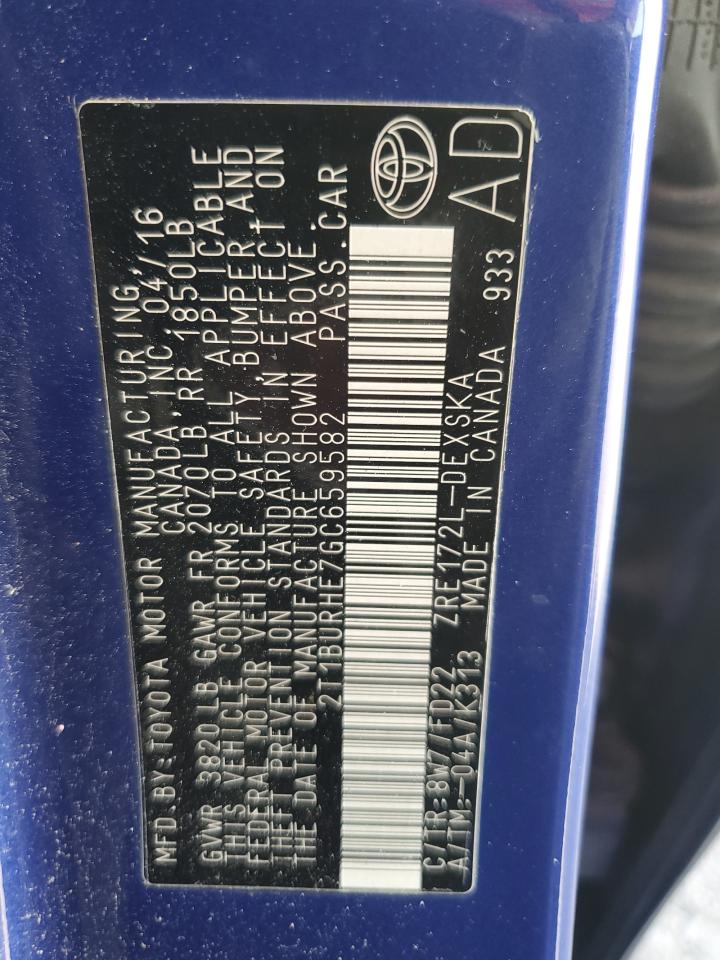 MFD.BY:TOYOTA MOTOR MANUFACTURING,
CANADA,INC. 04/16
GVWR 3820LB GAWR FR 2070LB RR 1850LB
THIS VEHICLE CONFORMS TO ALL APPLICABLE
FEDERAL MOTOR VEHICLE SAFETY,BUMPER,AND
THEFT PREVENTION STANDARDS IN EFFECT ON
THE DATE OF MANUFACTURE SHOWN ABOVE.
2T1BURHE7GC659582 PASS.CAR
C/TR:8W7/FD22 ZRE172L-DEXSKA
A/TM:-04A/K313 MADE IN CANADA 933
AD